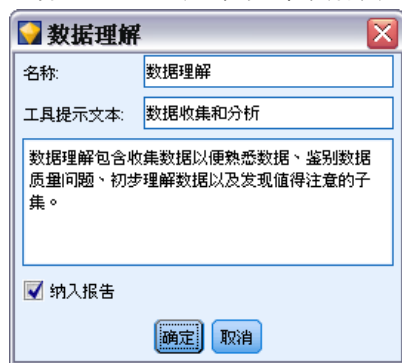 数据理解
名称:
数据理解
工具提示文本:
数据收集和分析
数据理解包含收集数据以便熟悉数据、鉴别数据
质量问题、初步理解数据以及发现值得注意的子
集。
纳入报告
确定
取消